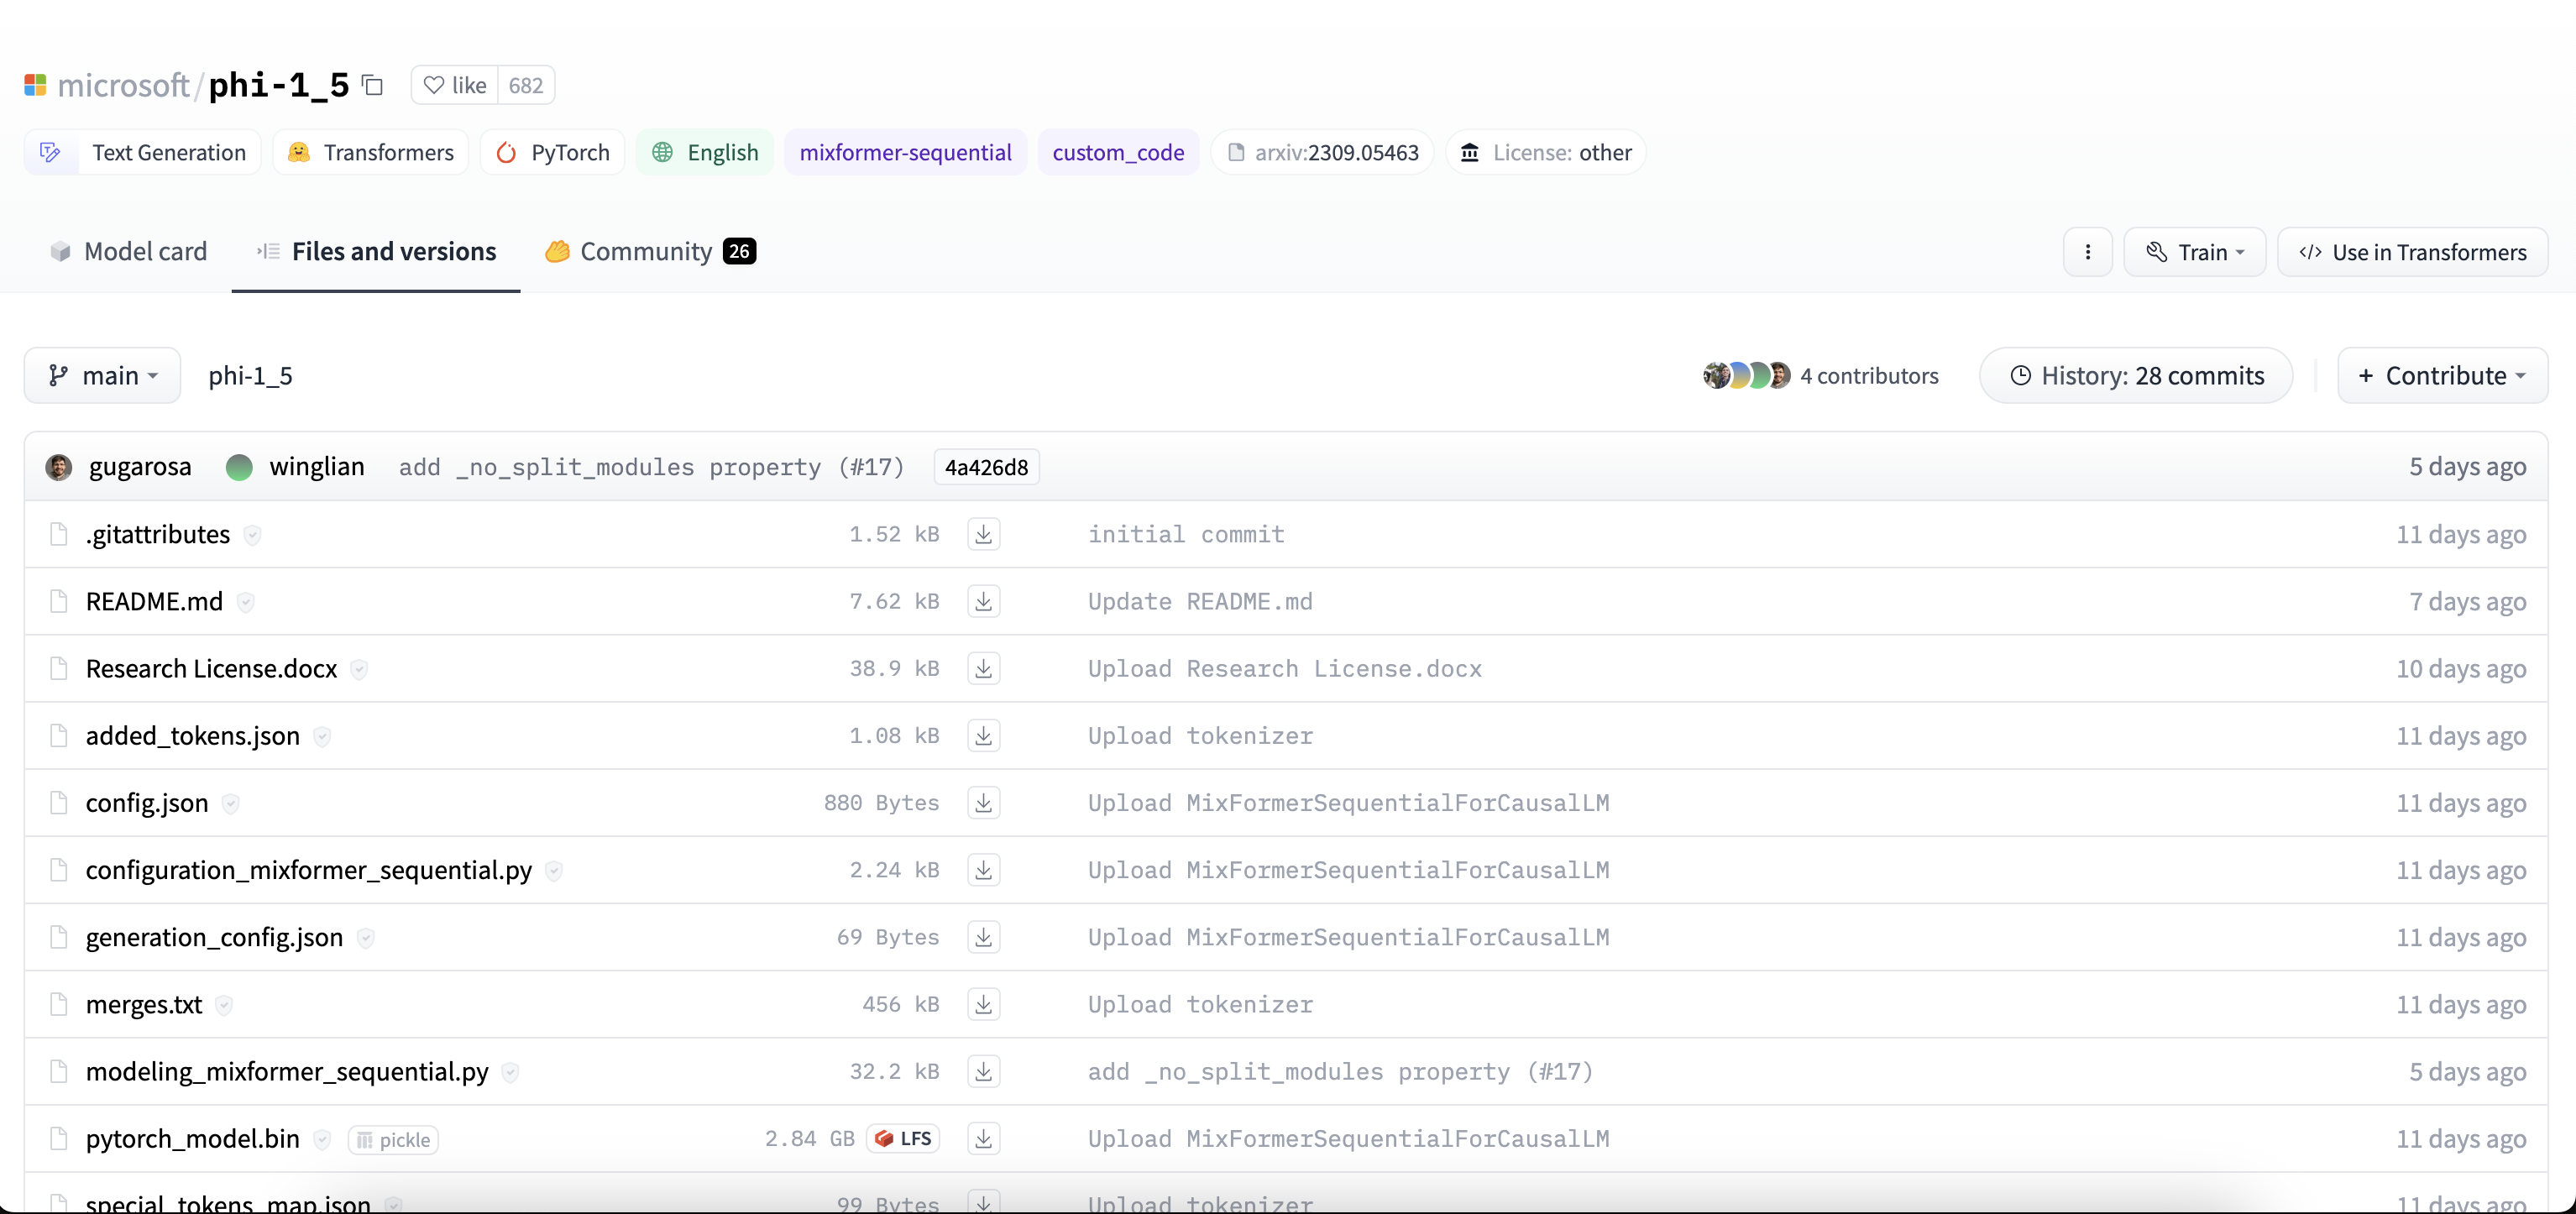 microsoft/phi-1_5 like 682
Text Generation Transformers PyTorch English mixformer-sequential custom_code arxiv:2309.05463 License: other
Model card Files and versions Community 26 Train </> Use in Transformers
main phi-1_5 4 contributors History: 28 commits + Contribute
gugarosa winglian add _no_split_modules property (#17) 4a426d8 5 days ago
.gitattributes 1.52 kB initial commit 11 days ago
README.md 7.62 kB Update README.md 7 days ago
Research License.docx 38.9 kB Upload Research License.docx 10 days ago
added_tokens.json 1.08 kB Upload tokenizer 11 days ago
config.json 880 Bytes Upload MixFormerSequentialForCausalLM 11 days ago
configuration_mixformer_sequential.py 2.24 kB Upload MixFormerSequentialForCausalLM 11 days ago
generation_config.json 69 Bytes Upload MixFormerSequentialForCausalLM 11 days ago
merges.txt 456 kB Upload tokenizer 11 days ago
modeling_mixformer_sequential.py 32.2 kB add _no_split_modules property (#17) 5 days ago
pytorch_model.bin pickle 2.84 GB LFS Upload MixFormerSequentialForCausalLM 11 days ago
special_tokens_map.json 99 Bytes Upload tokenizer 11 days ago